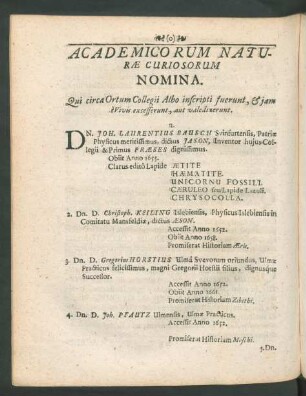 (o)
ACADEMICORUM NATU-
RÆ CURIOSORUM
NOMINA.
Qui circa Ortum Collegii Albo inscripti fuerunt, & jam
è Vivis excesserunt, aut valedixerunt.
DN. JOH. LAURENTIUS BAUSCH Svinfurtensis, Patriæ
Physicus meritissimus, dictus JASON, Inventor hujus Col-
legii & Primus PRÆSES dignissimus.
Obiit Anno 1665.
Clarus editô Lapide ÆTITE
HÆMATITE.
UNICORNU FOSSILI.
CÆRULEO seu Lapide Lazuli.
CHRYSOCOLLA.
2. Dn. D. Christoph. Islebiensis, Physicus Islebiensis in
Comitatu Mansfeldiæ, dictus
Accessit Anno 1652.
Obiit Anno 1658.
Promiserat Historiam Æris.
3. Dn. D. Gregorius HORSTIUS Ulmâ Svevorum oriundus, Ulmæ
Practicus felicissimus, magni Gregorii Horstii filius, dignusque
Successor.
Accessit Anno 1652.
Obiit Anno 1661.
Promiserat Historiam Zibethi.
4. Dn. D. Joh. PFAUTZ Ulmensis, Ulmæ Practicus.
Accessit Anno 1652.
Promiserat Historiam Moschi.
5. Dn.